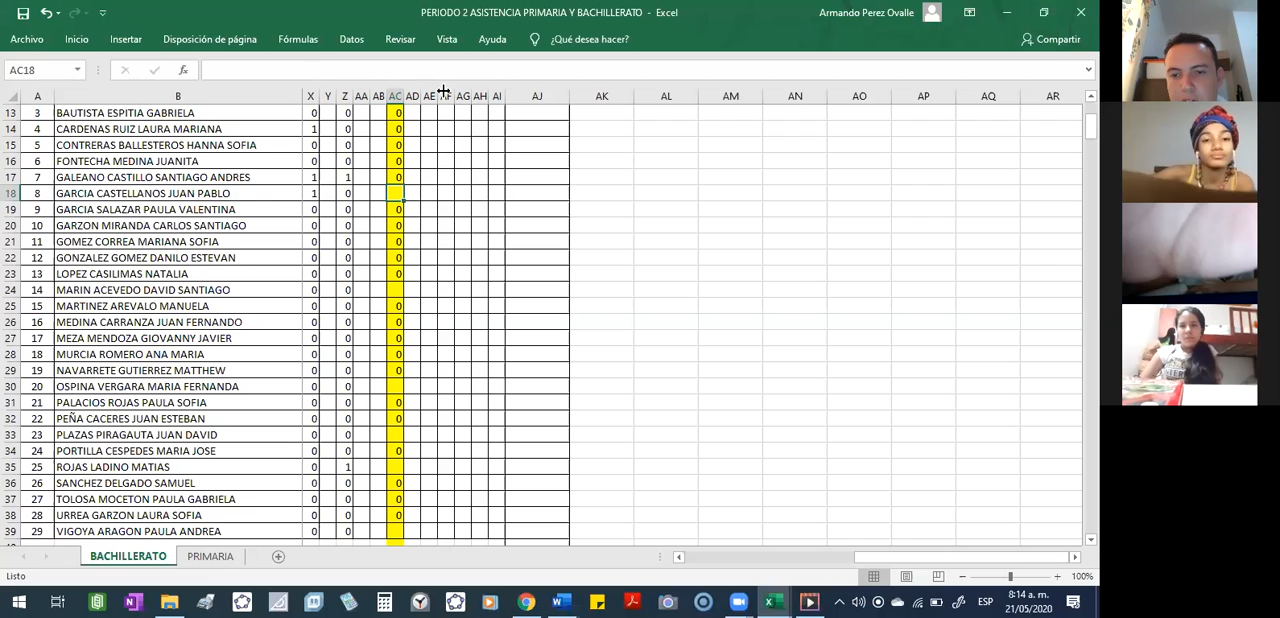 PERIODO 2 ASISTENCIA PRIMARIA Y BACHILLERATO - Excel
Armando Perez Ovalle
Archivo Inicio Insertar Disposición de página Fórmulas Datos Revisar Vista Ayuda ¿Qué desea hacer? Compartir
AC18 fx
A B X Y Z AA AB AC AD AE AF AG AH AI AJ AK AL AM AN AO AP AQ AR
13 3 BAUTISTA ESPITIA GABRIELA 0 0 0
14 4 CARDENAS RUIZ LAURA MARIANA 1 0 0
15 5 CONTRERAS BALLESTEROS HANNA SOFIA 0 0 0
16 6 FONTECHA MEDINA JUANITA 0 0 0
17 7 GALEANO CASTILLO SANTIAGO ANDRES 1 1 0
18 8 GARCIA CASTELLANOS JUAN PABLO 1 0
19 9 GARCIA SALAZAR PAULA VALENTINA 0 0 0
20 10 GARZON MIRANDA CARLOS SANTIAGO 0 0 0
21 11 GOMEZ CORREA MARIANA SOFIA 0 0 0
22 12 GONZALEZ GOMEZ DANILO ESTEVAN 0 0 0
23 13 LOPEZ CASILIMAS NATALIA 0 0 0
24 14 MARIN ACEVEDO DAVID SANTIAGO 0 0
25 15 MARTINEZ AREVALO MANUELA 0 0 0
26 16 MEDINA CARRANZA JUAN FERNANDO 0 0 0
27 17 MEZA MENDOZA GIOVANNY JAVIER 0 0 0
28 18 MURCIA ROMERO ANA MARIA 0 0 0
29 19 NAVARRETE GUTIERREZ MATTHEW 0 0 0
30 20 OSPINA VERGARA MARIA FERNANDA 0 0
31 21 PALACIOS ROJAS PAULA SOFIA 0 0 0
32 22 PEÑA CACERES JUAN ESTEBAN 0 0 0
33 23 PLAZAS PIRAGAUTA JUAN DAVID 0 0
34 24 PORTILLA CESPEDES MARIA JOSE 0 0 0
35 25 ROJAS LADINO MATIAS 0 1
36 26 SANCHEZ DELGADO SAMUEL 0 0 0
37 27 TOLOSA MOCETON PAULA GABRIELA 0 0 0
38 28 URREA GARZON LAURA SOFIA 0 0 0
39 29 VIGOYA ARAGON PAULA ANDREA 0 0
BACHILLERATO PRIMARIA
Listo 100%
ESP
8:14 a. m.
21/05/2020